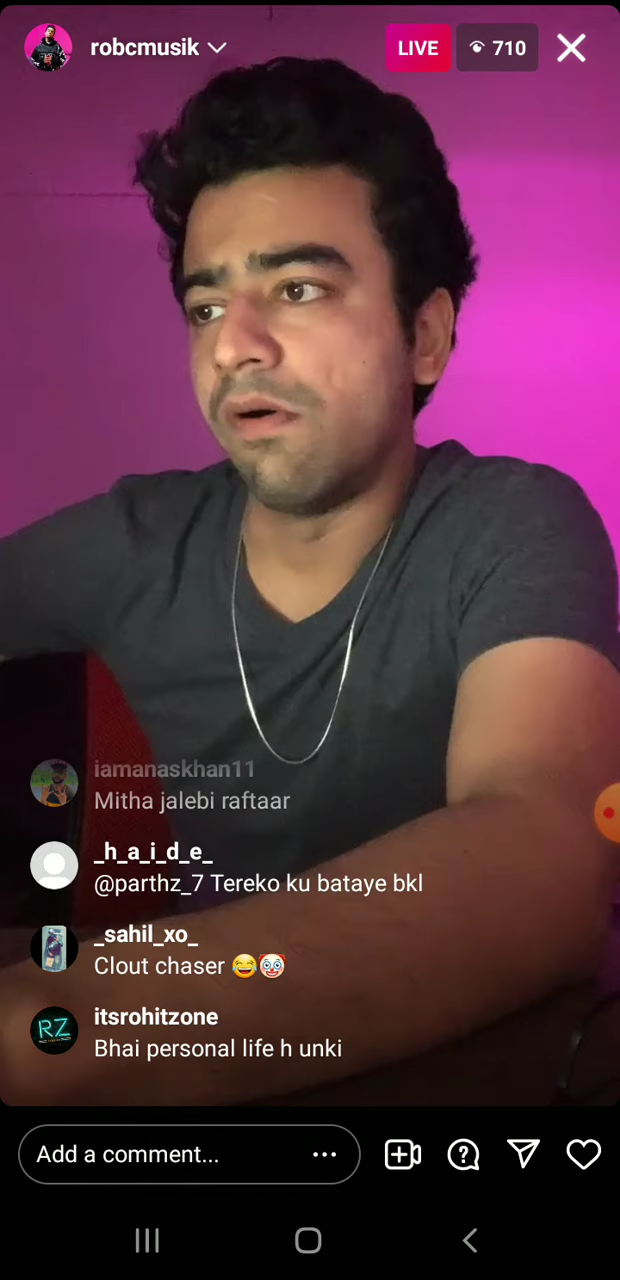 robcmusik
LIVE
710
iamanaskhan11
Mitha jalebi raftaar
_h_a_i_d_e_
@parthz_7 Tereko ku bataye bkl
_sahil_xo_
Clout chaser 😂🤡
RZ
itsrohitzone
Bhai personal life h unki
Add a comment...